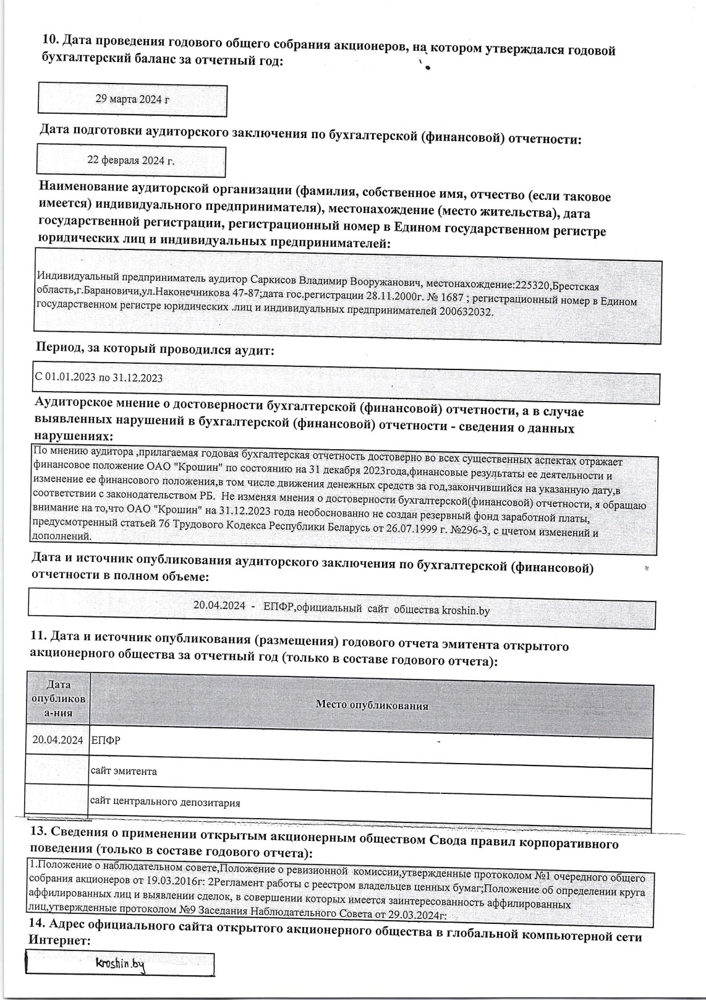 10. Дата проведения годового общего собрания акционеров, на котором утверждался годовой
бухгалтерский баланс за отчетный год:
29 марта 2024 г
Дата подготовки аудиторского заключения по бухгалтерской (финансовой) отчетности:
22 февраля 2024 г.
Наименование аудиторской организации (фамилия, собственное имя, отчество (если таковое
имеется) индивидуального предпринимателя), местонахождение (место жительства), дата
государственной регистрации, регистрационный номер в Едином государственном регистре
юридических лиц и индивидуальных предпринимателей:
Индивидуальный предприниматель аудитор Саркисов Владимир Вооружанович, местонахождение:225320,Брестская
область,г.Барановичи,ул.Наконечникова 47-87;дата гос.регистрации 28.11.2000г. № 1687 ; регистрационный номер в Едином
государственном регистре юридических .лиц и индивидуальных предпринимателей 200632032.
Период, за который проводился аудит:
С 01.01.2023 по 31.12.2023
Аудиторское мнение о достоверности бухгалтерской (финансовой) отчетности, а в случае
выявленных нарушений в бухгалтерской (финансовой) отчетности - сведения о данных
нарушениях:
По мнению аудитора ,прилагаемая годовая бухгалтерская отчетность достоверно во всех существенных аспектах отражает
финансовое положение ОАО "Крошин" по состоянию на 31 декабря 2023года,финансовые результаты ее деятельности и
изменение ее финансового положения,в том числе движения денежных средств за год,закончившийся на указанную дату,в
соответствии с законодательством РБ.  Не изменяя мнения о достоверности бухгалтерской(финансовой) отчетности, я обращаю
внимание на то,что ОАО "Крошин" на 31.12.2023 года необоснованно не создан резервный фонд заработной платы,
предусмотренный статьей 76 Трудового Кодекса Республики Беларусь от 26.07.1999 г. №296-3, с цчетом изменений и
дополнений.
Дата и источник опубликования аудиторского заключения по бухгалтерской (финансовой)
отчетности в полном объеме:
20.04.2024  -   ЕПФР,официальный  сайт  общества kroshin.by
11. Дата и источник опубликования (размещения) годового отчета эмитента открытого
акционерного общества за отчетный год (только в составе годового отчета):
Дата
опубликов
а-ния
Место опубликования
20.04.2024 ЕПФР
сайт эмитента
сайт центрального депозитария
13. Сведения о применении открытым акционерным обществом Свода правил корпоративного
поведения (только в составе годового отчета):
1.Положение о наблюдательном совете,Положение о ревизионной  комиссии,утвержденные протоколом №1 очередного общего
собрания акционеров от 19.03.2016г: 2Регламент работы с реестром владельцев ценных бумаг;Положение об определении круга
аффилированных лиц и выявлении сделок, в совершении которых имеется заинтересованность аффилированных
лиц,утвержденные протоколом №9 Заседания Наблюдательного Совета от 29.03.2024г:
14. Адрес официального сайта открытого акционерного общества в глобальной компьютерной сети
Интернет:
kroshin.by